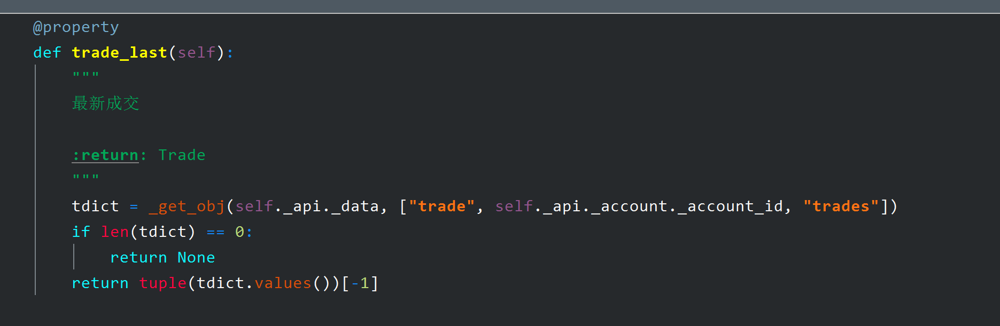 @property
def trade_last(self):
"""
最新成交
:return: Trade
"""
tdict = _get_obj(self._api._data, ["trade", self._api._account._account_id, "trades"])
if len(tdict) == 0:
return None
return tuple(tdict.values())[-1]